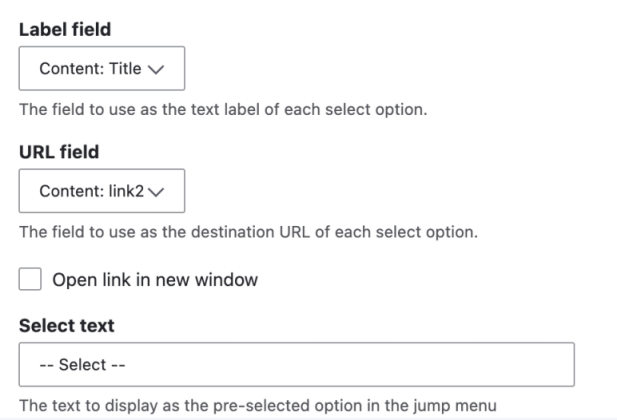 Label field
Content: Title
The field to use as the text label of each select option.
URL field
Content: link2
The field to use as the destination URL of each select option.
Open link in new window
Select text
-- Select --
The text to display as the pre-selected option in the jump menu